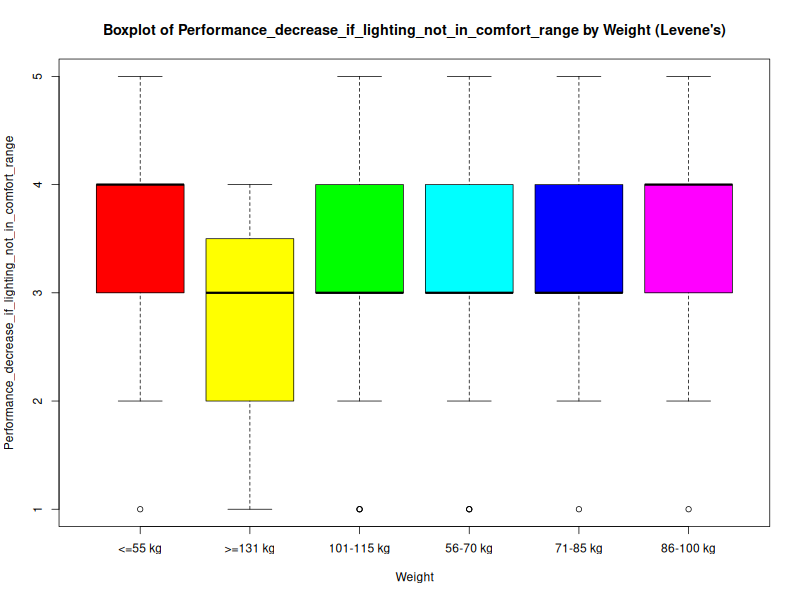 Boxplot of Performance_decrease_if_lighting_not_in_comfort_range by Weight (Levene's)
Performance_decrease_if_lighting_not_in_comfort_range
5
4
3
2
1
<=55 kg >=131 kg 101-115 kg 56-70 kg 71-85 kg 86-100 kg
Weight